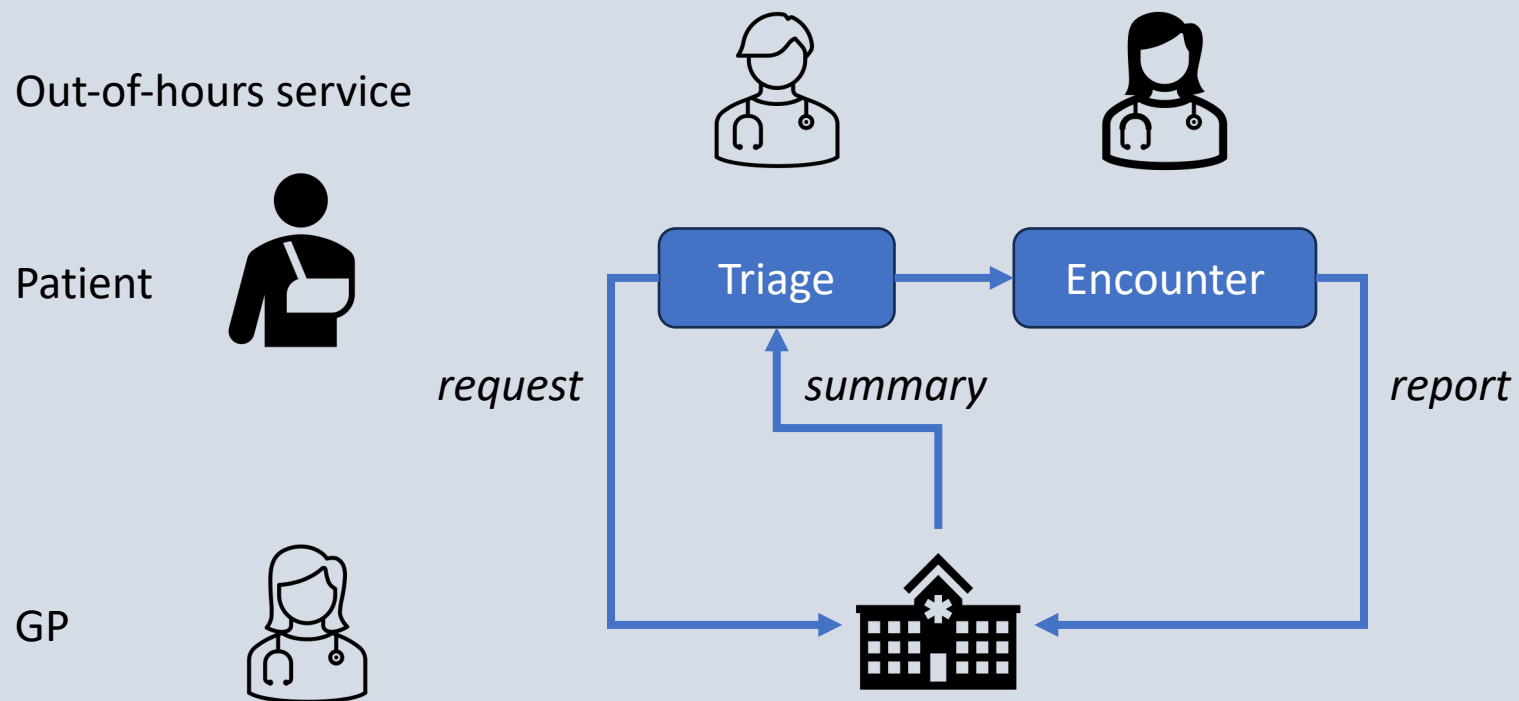 Out-of-hours service
Patient
Triage
Encounter
request
summary
report
GP